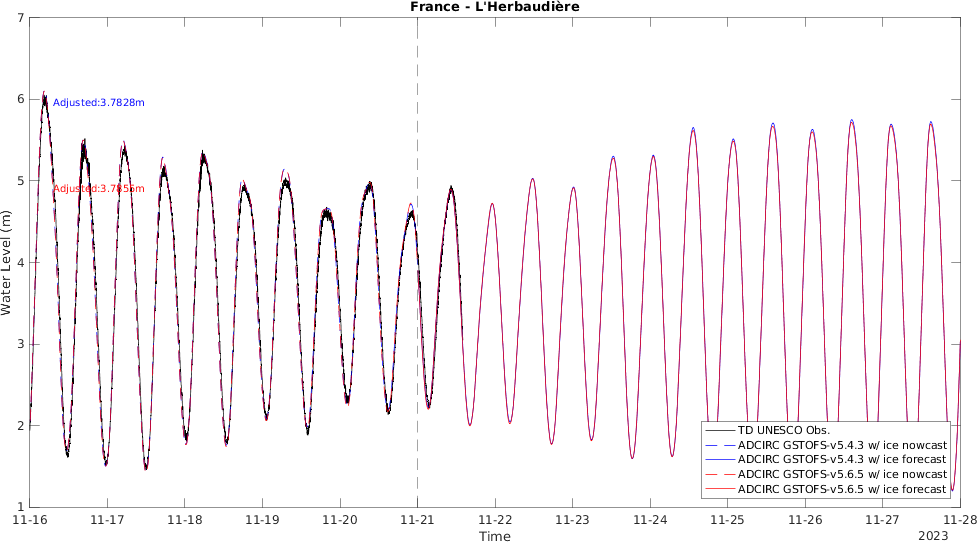 France - L'Herbaudière
7
6
5
4
3
2
1
Water Level (m)
Adjusted:3.7828m
Adjusted:3.7856m
TD UNESCO Obs.
ADCIRC GSTOFS-v5.4.3 w/ ice nowcast
ADCIRC GSTOFS-v5.4.3 w/ ice forecast
ADCIRC GSTOFS-v5.6.5 w/ ice nowcast
ADCIRC GSTOFS-v5.6.5 w/ ice forecast
11-16 11-17 11-18 11-19 11-20 11-21 11-22 11-23 11-24 11-25 11-26 11-27 11-28
Time
2023